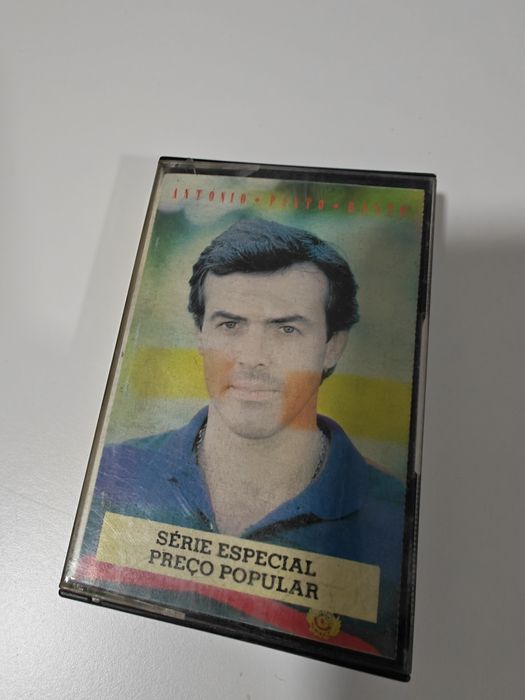 ANTÓNIO • PINTO • BASTO
SÉRIE ESPECIAL
PREÇO POPULAR